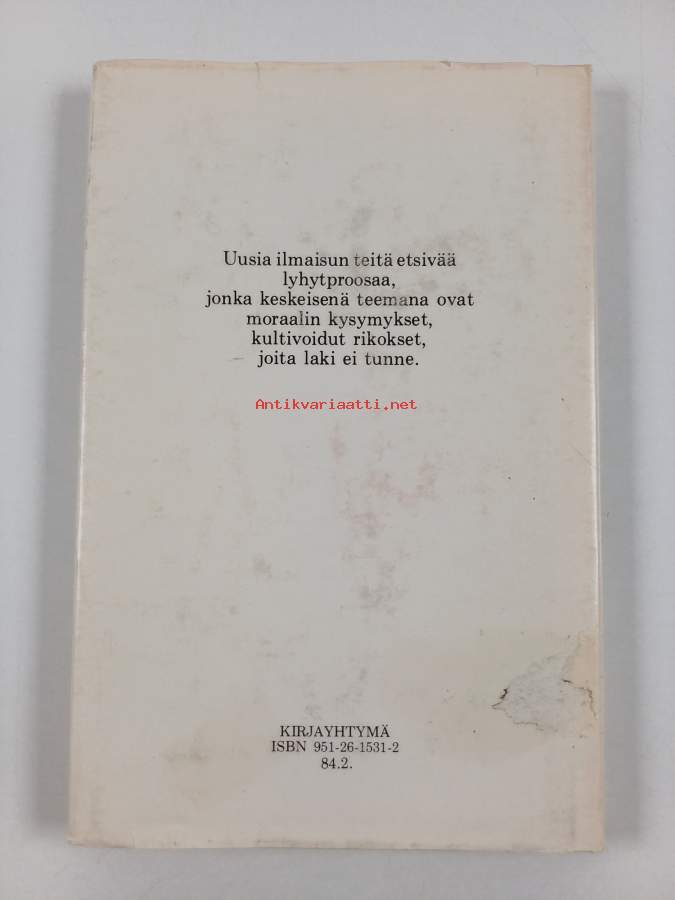 Uusia ilmaisun teitä etsivää
lyhytproosaa,
jonka keskeisenä teemana ovat
moraalin kysymykset,
kultivoidut rikokset,
joita laki ei tunne.
Antikvariaatti.net
KIRJAYHTYMÄ
ISBN 951-26-1531-2
84.2.